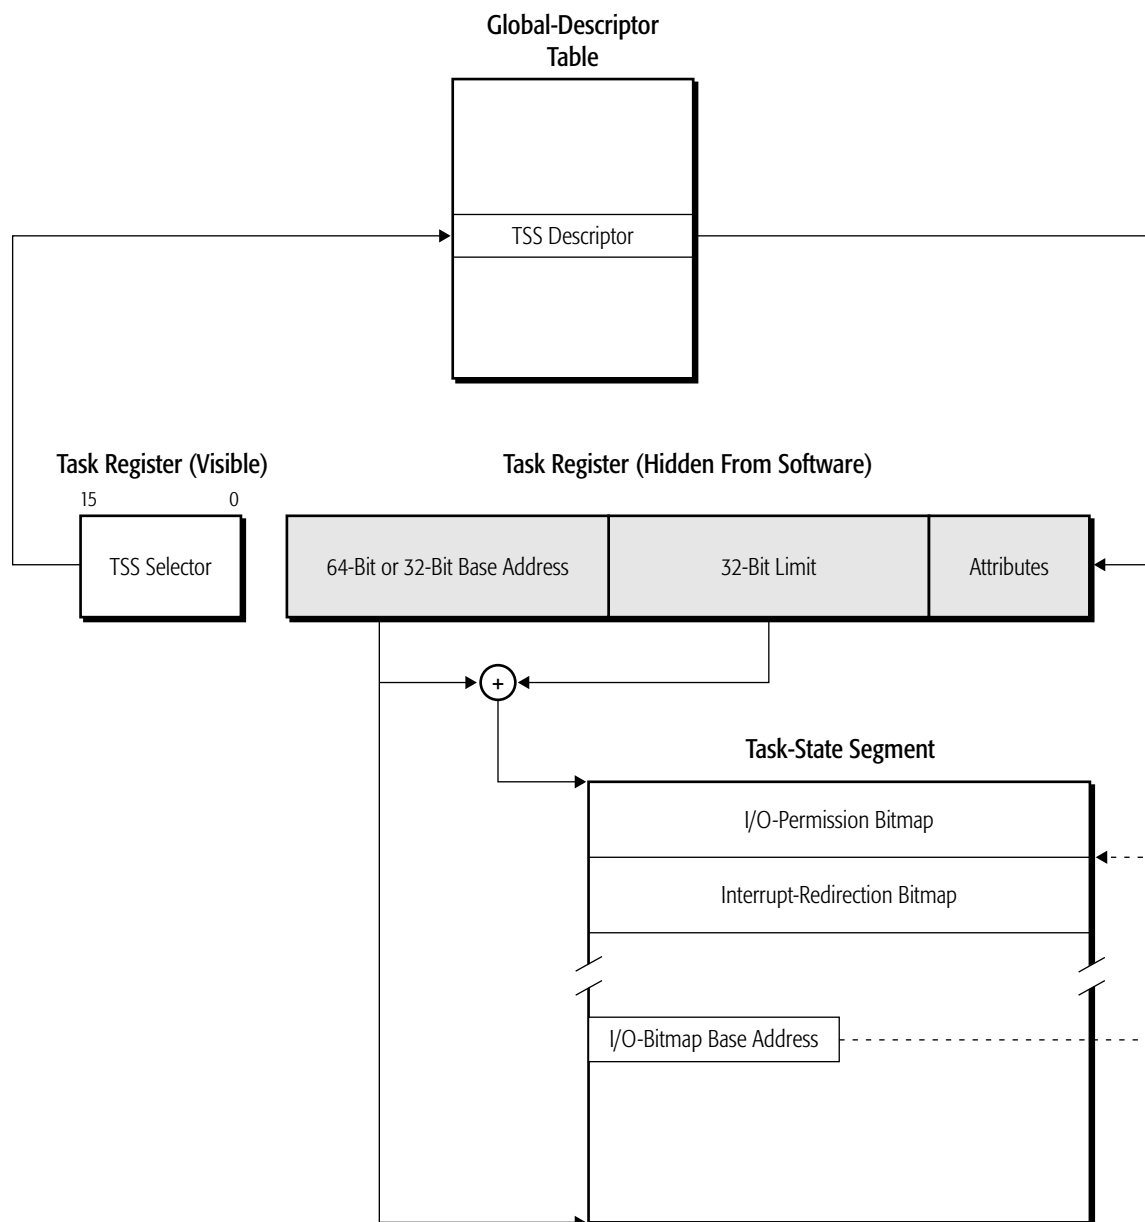 Global-Descriptor
Table
TSS Descriptor
Task Register (Visible)
Task Register (Hidden From Software)
15 0
TSS Selector
64-Bit or 32-Bit Base Address
32-Bit Limit
Attributes
+
Task-State Segment
I/O-Permission Bitmap
Interrupt-Redirection Bitmap
I/O-Bitmap Base Address